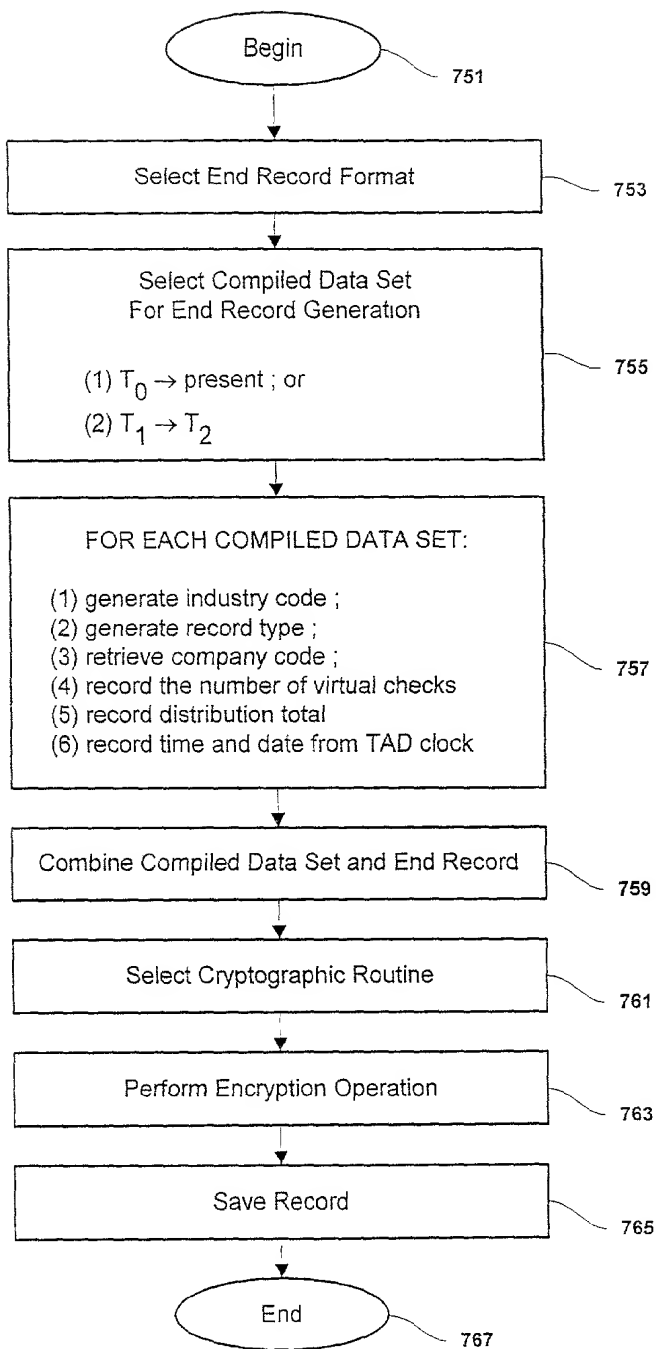 Begin
751
Select End Record Format
753
Select Compiled Data Set
For End Record Generation
(1) T0 → present ; or
(2) T1 → T2
755
FOR EACH COMPILED DATA SET:
(1) generate industry code ;
(2) generate record type ;
(3) retrieve company code ;
(4) record the number of virtual checks
(5) record distribution total
(6) record time and date from TAD clock
757
Combine Compiled Data Set and End Record
759
Select Cryptographic Routine
761
Perform Encryption Operation
763
Save Record
765
End
767